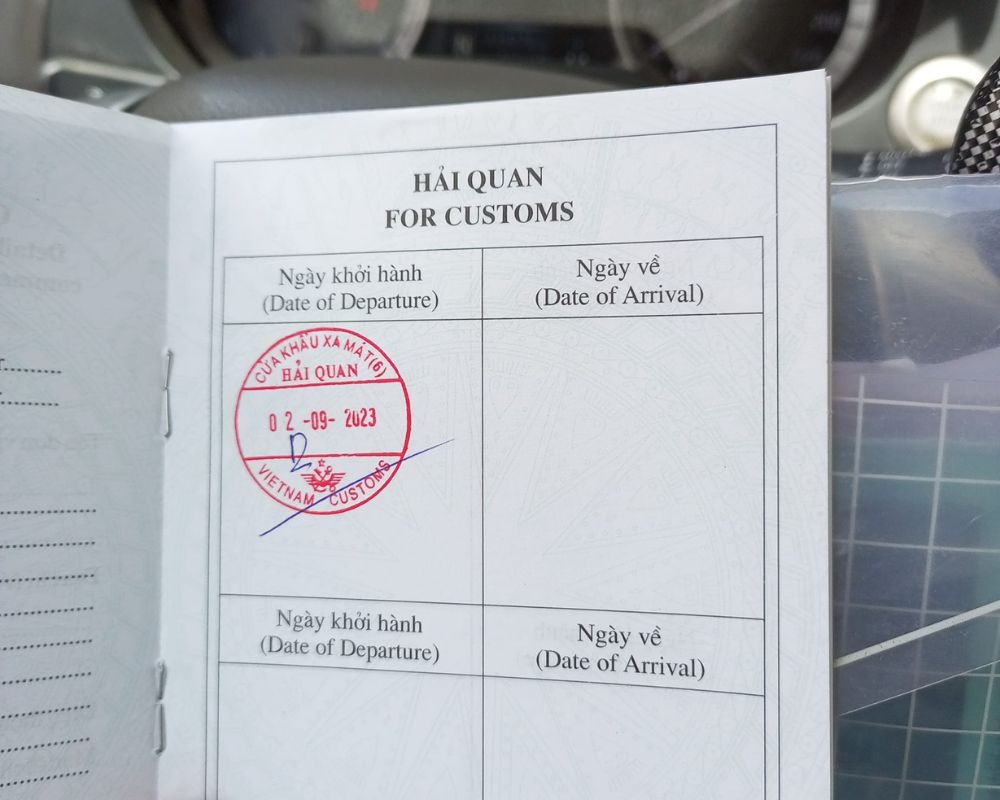 HẢI QUAN
FOR CUSTOMS
Ngày khởi hành
(Date of Departure)
Ngày về
(Date of Arrival)
CỬA KHẨU XA MÁT(6)
HẢI QUAN
02 -09- 2023
VIETNAM CUSTOMS
Ngày khởi hành
(Date of Departure)
Ngày về
(Date of Arrival)